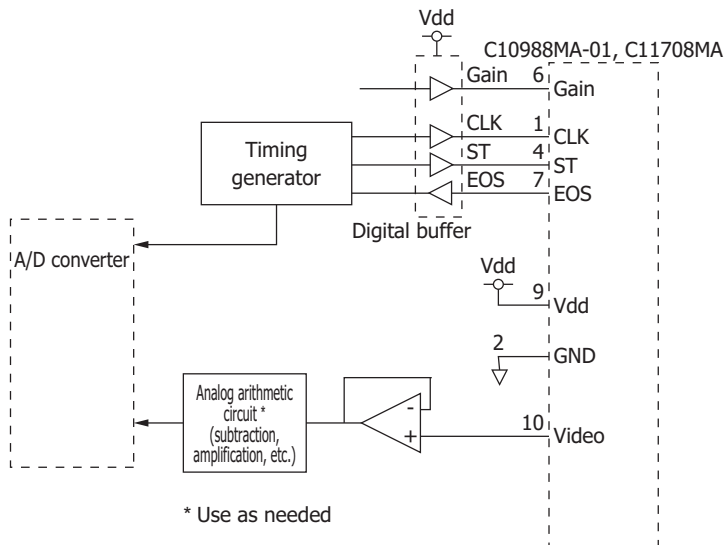 Vdd
C10988MA-01, C11708MA
Gain 6 Gain
CLK 1 CLK
ST 4 ST
EOS 7 EOS
Timing
generator
Digital buffer
A/D converter
Vdd
9 Vdd
2 GND
Analog arithmetic
circuit *
(subtraction,
amplification, etc.)
-
+
10 Video
* Use as needed